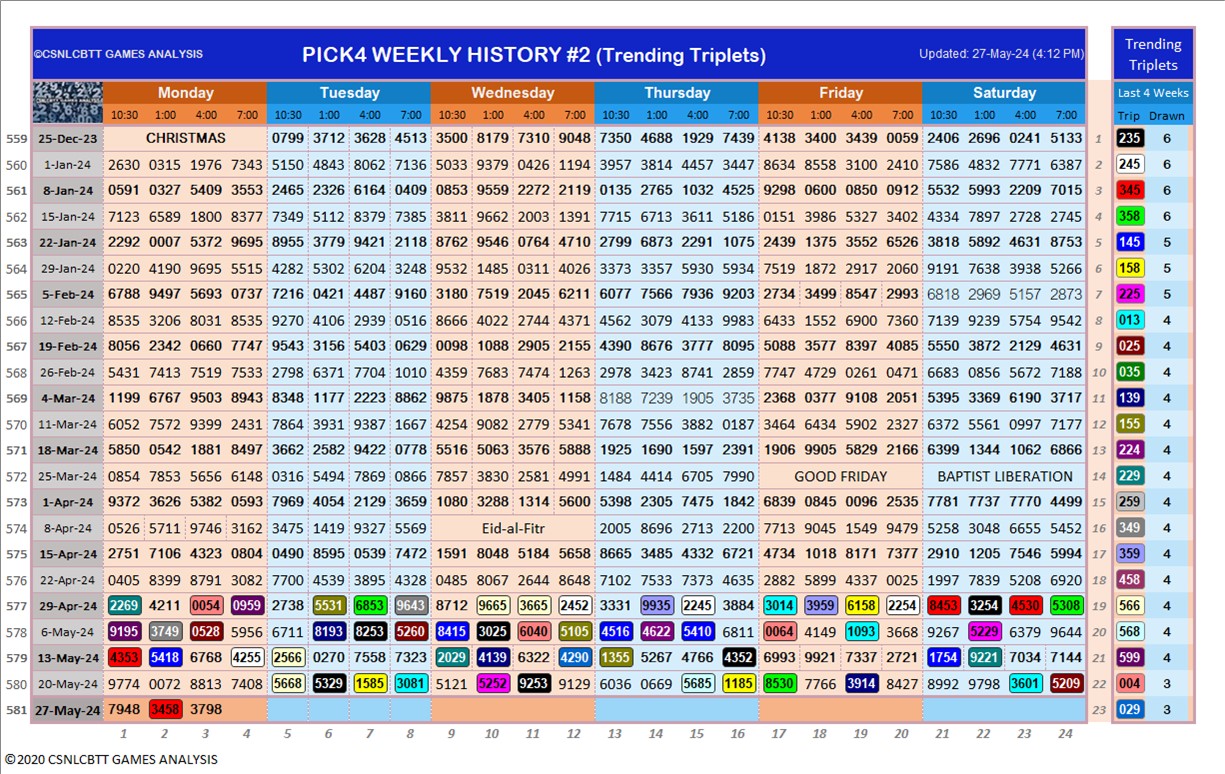 ©CSNLCBTT GAMES ANALYSIS PICK4 WEEKLY HISTORY #2 (Trending Triplets) Updated: 27-May-24 (4:12 PM) Trending Triplets
Monday Tuesday Wednesday Thursday Friday Saturday Last 4 Weeks
10:30 1:00 4:00 7:00 10:30 1:00 4:00 7:00 10:30 1:00 11:00 12:00 10:30 1:00 4:00 7:00 10:30 1:00 4:00 7:00 10:30 1:00 4:00 7:00 Trip Drawn
559 25-Dec-23 CHRISTMAS 0799 3712 3628 4513 3500 8179 7310 9048 7350 4688 1929 7439 4138 3400 3439 0059 2406 2696 0241 5133 1 235 6
560 1-Jan-24 2630 0315 1976 7343 5150 4843 8062 7136 5033 9379 0426 1194 3957 3814 4457 3447 8634 8558 3100 2410 7586 4832 7771 6387 2 245 6
561 8-Jan-24 0591 0327 5409 3553 2465 2326 6164 0409 0853 9559 2272 2119 0135 2765 1032 4525 9298 0600 0850 0912 5532 5993 2209 7015 3 345 6
562 15-Jan-24 7123 6589 1800 8377 7349 5112 8379 7385 3811 9662 2003 1391 7715 6713 3611 5186 0151 3986 5327 3402 4334 7897 2728 2745 4 358 6
563 22-Jan-24 2292 0007 5372 9695 8955 3779 9421 2118 8762 9546 0764 4710 2799 6873 2291 1075 2439 1375 3552 6526 3818 5892 4631 8753 5 145 5
564 29-Jan-24 0220 4190 9695 5515 4282 5302 6204 3248 9532 1485 0311 4026 3373 3357 5930 5934 7519 1872 2917 2060 9191 7638 3938 5266 6 158 5
565 5-Feb-24 6788 9497 5693 0737 7216 0421 4487 9160 3180 7519 2045 6211 6077 7566 7936 9203 2734 3499 8547 2993 6818 2969 5157 2873 7 225 5
566 12-Feb-24 8535 3206 8031 8535 9270 4106 2939 0516 8666 4022 2744 4371 4562 3079 4133 9983 6433 1552 6900 7360 7139 9239 5754 9542 8 013 4
567 19-Feb-24 8056 2342 0660 7747 9543 3156 5403 0629 0098 1088 2905 2155 4390 8676 3777 8095 5088 3577 8397 4085 5550 3872 2129 4631 9 025 4
568 26-Feb-24 5431 7413 7519 7533 2798 6371 7704 1010 4359 7683 7474 1263 2978 3423 8741 2859 7747 4729 0261 0471 6683 0856 5672 7188 10 035 4
569 4-Mar-24 1199 6767 9503 8943 8348 1177 2223 8862 9875 1878 3405 1158 8188 7239 1905 3735 2368 0377 9108 2051 5395 3369 6190 3717 11 139 4
570 11-Mar-24 6052 7572 9399 2431 7864 3931 9387 1667 4254 9082 2779 5341 7678 7556 3882 0187 3464 6434 5902 2327 6372 5561 0997 7177 12 155 4
571 18-Mar-24 5850 0542 1881 8497 3662 2582 9422 0778 5516 5063 3576 5888 1925 1690 1597 2391 1906 9905 5829 2166 6399 1344 1062 6866 13 224 4
572 25-Mar-24 0854 7853 5656 6148 0316 5494 7869 0866 0857 3830 2581 4991 1484 4414 6705 7990 GOOD FRIDAY BAPTIST LIBERATION 14 229 4
573 1-Apr-24 9372 3626 5382 0593 7969 4054 2129 3659 1080 3288 1314 5600 5398 2305 7475 1842 6839 0845 0096 2535 7781 7737 7770 4499 15 259 4
574 8-Apr-24 0526 5711 9746 3162 3475 1419 9327 5569 Eid-al-Fitr 2005 8696 2713 2200 7713 9045 1549 9479 5258 3048 6655 5452 16 349 4
575 15-Apr-24 2751 7106 4323 0804 0490 8595 0539 7472 1591 8048 5184 5658 8665 3485 4332 6721 4734 1018 8171 7377 2910 1205 7546 5994 17 359 4
576 22-Apr-24 0405 8399 8791 3082 7700 4539 3895 4328 0485 8067 2644 8648 7102 7533 7373 4635 2882 5899 4337 0025 1997 7839 5208 6920 18 458 4
577 29-Apr-24 2269 4211 0054 0959 2738 5531 6853 9643 8712 9665 3665 2452 3331 9935 2245 3884 3014 3959 6158 2254 8453 3254 4530 5308 19 566 4
578 6-May-24 9195 3749 0528 5956 6711 8193 8253 5260 8415 3025 6040 5105 4516 4622 5410 6811 0064 4149 1093 3668 9267 5229 6379 9644 20 568 4
579 13-May-24 4353 5418 6768 4255 2566 0270 7558 7323 2029 4139 6322 4290 1355 5267 4766 4352 6993 9921 7337 2721 1754 9221 7034 7144 21 599 4
580 20-May-24 9774 0072 8813 7408 5668 5329 1585 3081 5121 5252 9253 9129 6036 0669 5685 1185 8530 7766 3914 8427 8992 9798 3601 5209 22 004 3
581 27-May-24 7948 3458 3798 23 029 3
1 2 3 4 5 6 7 8 9 10 11 12 13 14 15 16 17 18 19 20 21 22 23 24
©2020 CSNLCBTT GAMES ANALYSIS